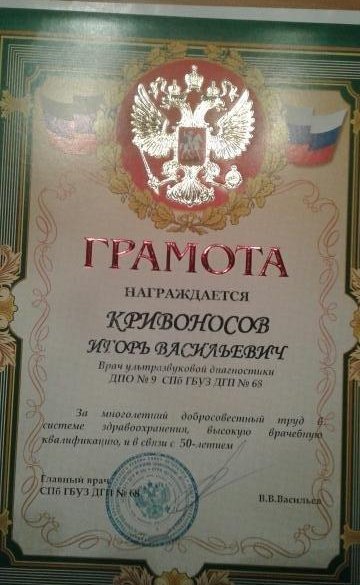 ГРАМОТА
НАГРАЖДАЕТСЯ
КРИВОНОСОВ
ИГОРЬ ВАСИЛЬЕВИЧ
Врач ультразвуковой диагностики
ДПО № 9 СПб ГБУЗ ДГП № 68
За многолетний добросовестный труд в
системе здравоохранения, высокую врачебную
квалификацию, и в связи с 50-летием
Главный врач
СПб ГБУЗ ДГП № 68
В.В.Васильев